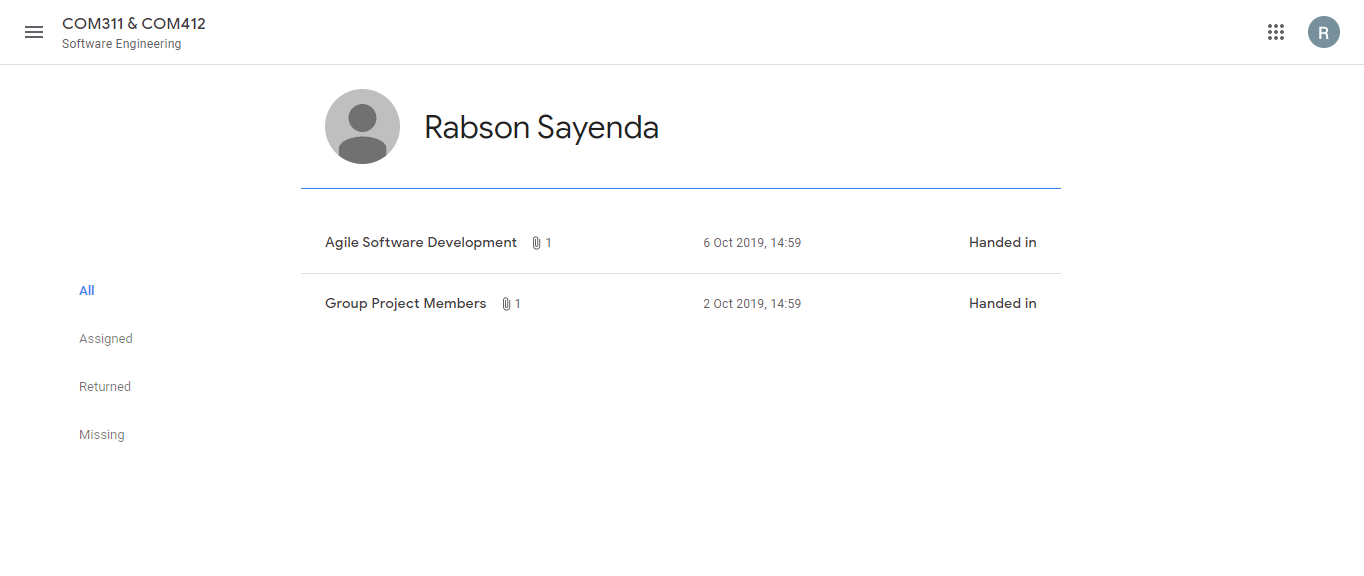 COM311 & COM412
Software Engineering
R
Rabson Sayenda
Agile Software Development 1 6 Oct 2019, 14:59 Handed in
Group Project Members 1 2 Oct 2019, 14:59 Handed in
All
Assigned
Returned
Missing